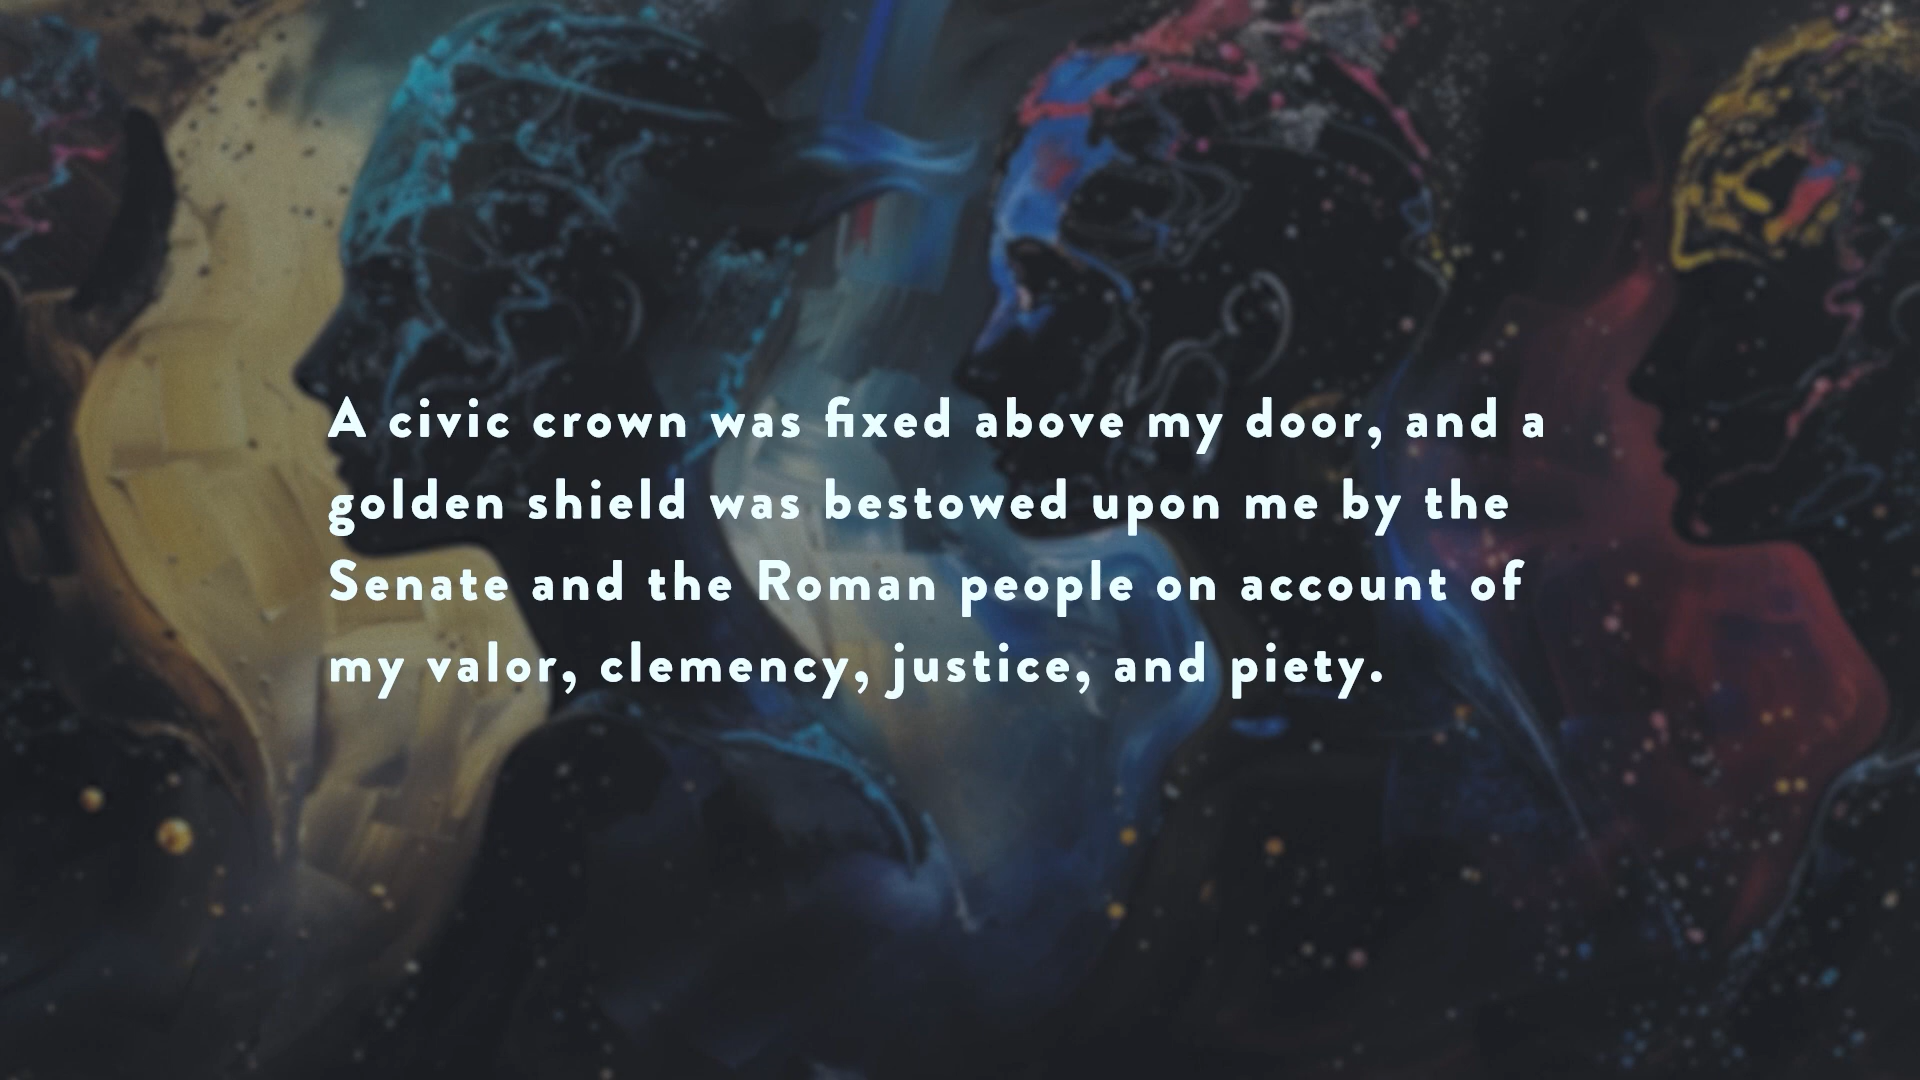 A civic crown was fixed above my door, and a
golden shield was bestowed upon me by the
Senate and the Roman people on account of
my valor, clemency, justice, and piety.